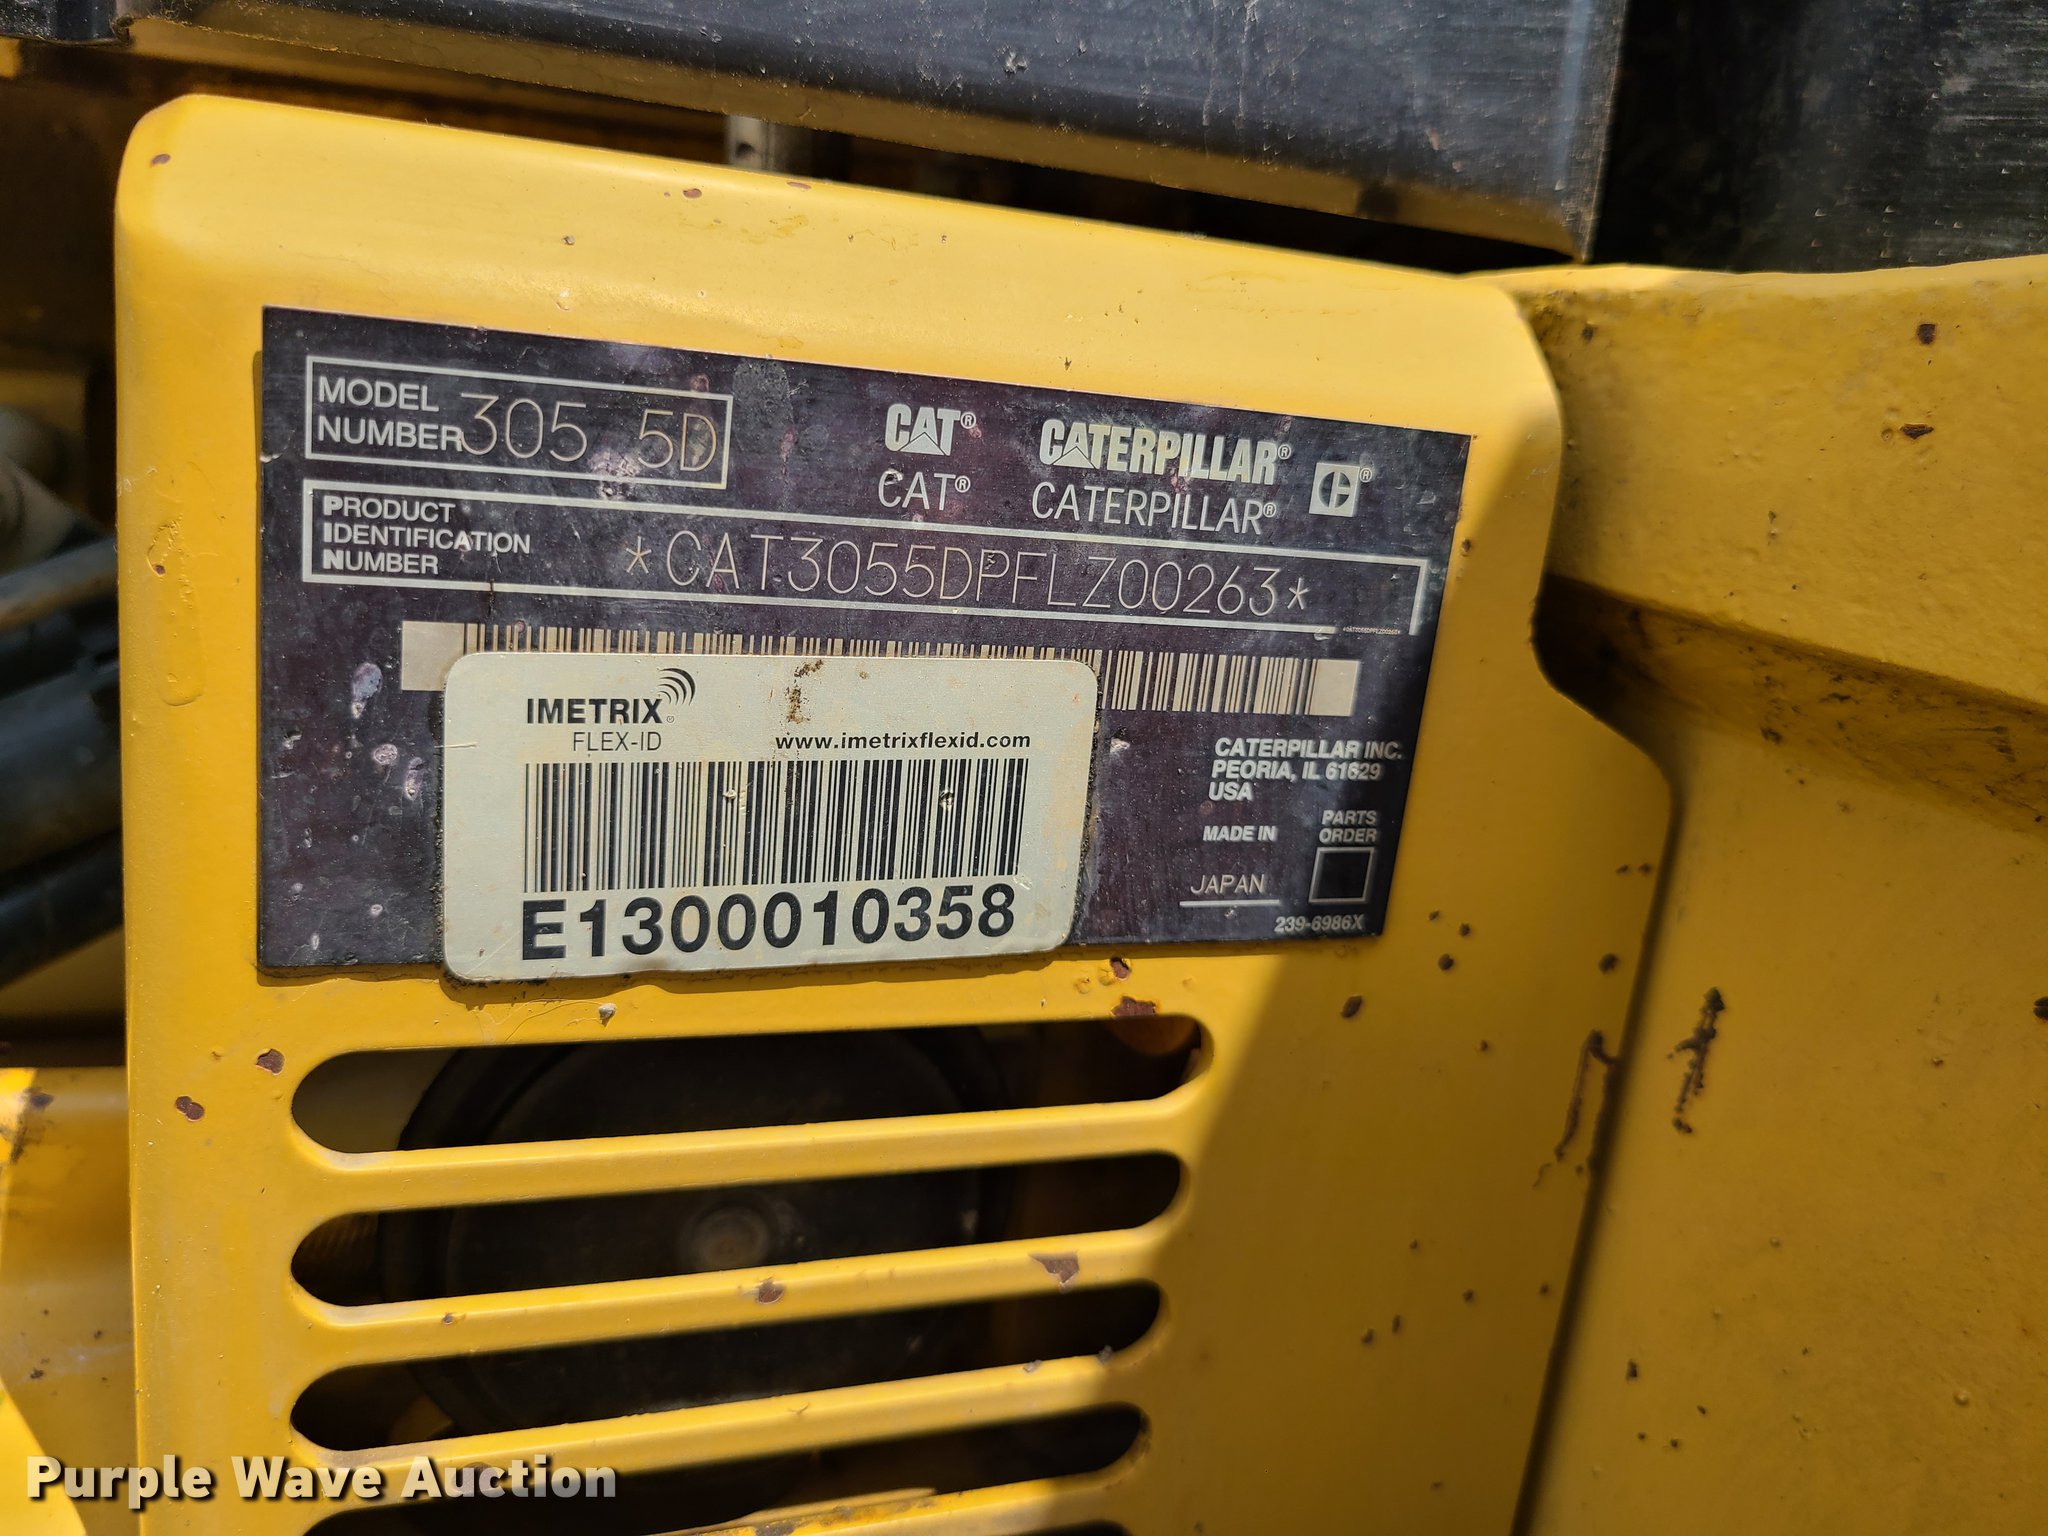 MODEL
NUMBER 305 5D
CAT® CATERPILLAR® C®
CAT® CATERPILLAR®
PRODUCT
IDENTIFICATION
NUMBER
*CAT3055DPFLZ00263*
*CAT3055DPFLZ00263*
IMETRIX®
FLEX-ID
www.imetrixflexid.com
E1300010358
CATERPILLAR INC.
PEORIA, IL 61629
USA
MADE IN
JAPAN
PARTS
ORDER
239-6986X
Purple Wave Auction